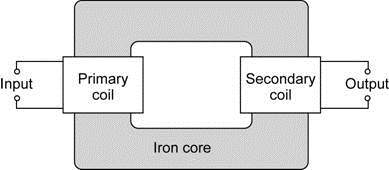 Input
Primary
coil
Secondary
coil
Output
Iron core